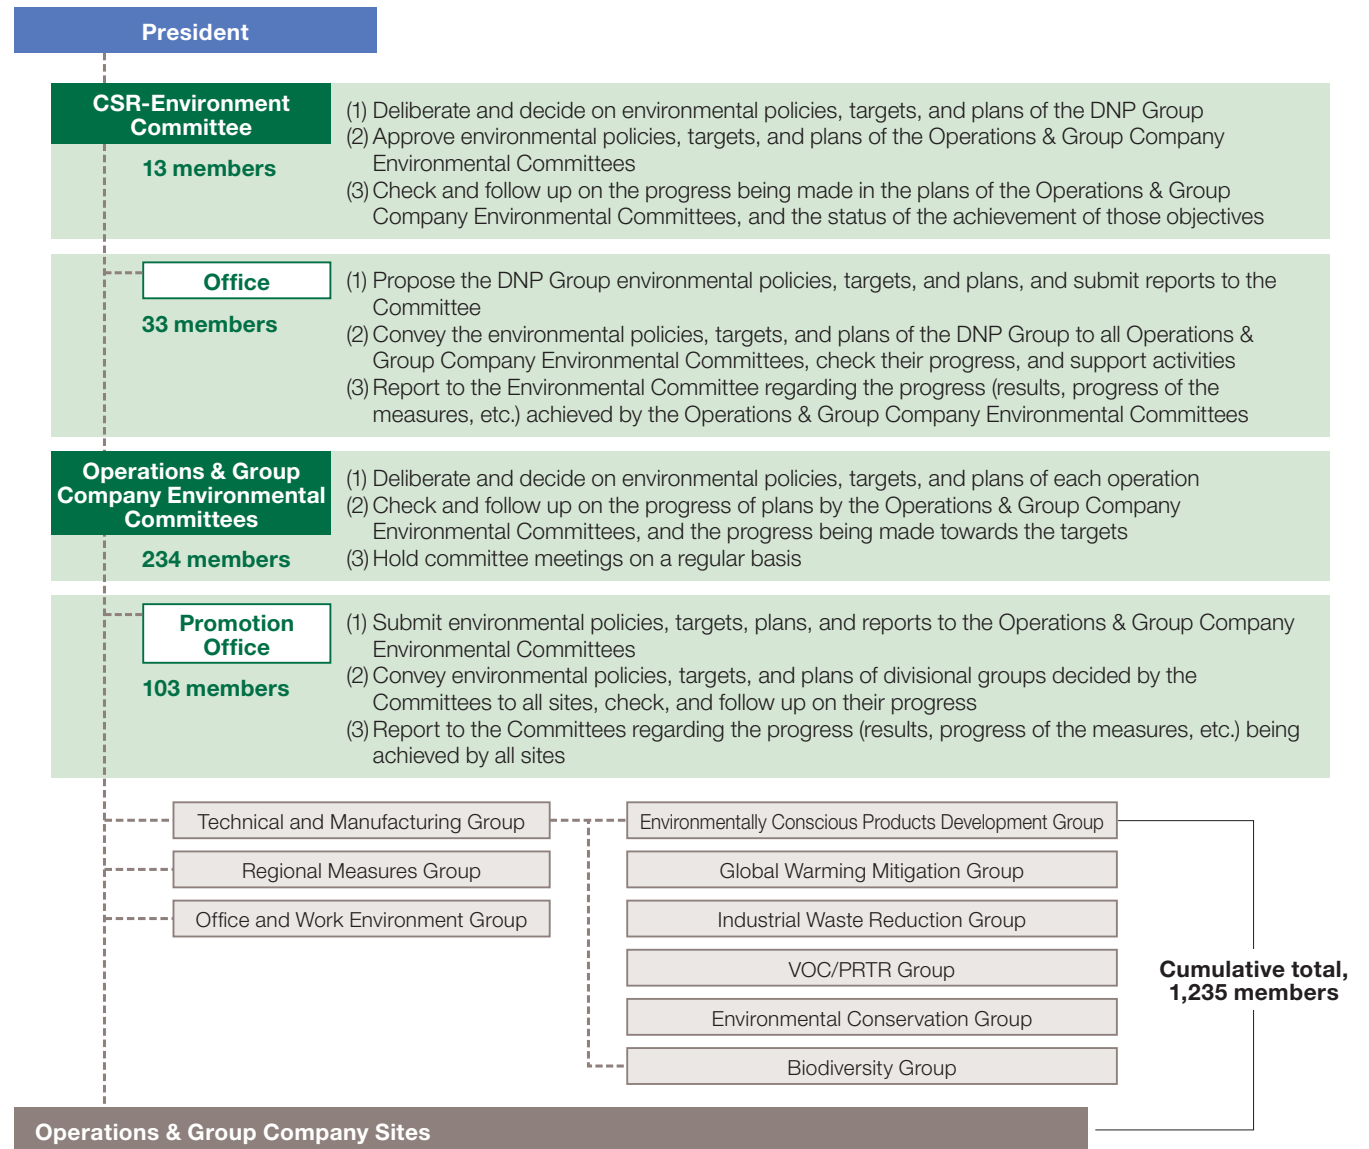 President
CSR-Environment
Committee
13 members
(1) Deliberate and decide on environmental policies, targets, and plans of the DNP Group
(2) Approve environmental policies, targets, and plans of the Operations & Group Company
Environmental Committees
(3) Check and follow up on the progress being made in the plans of the Operations & Group
Company Environmental Committees, and the status of the achievement of those objectives
Office
33 members
(1) Propose the DNP Group environmental policies, targets, and plans, and submit reports to the
Committee
(2) Convey the environmental policies, targets, and plans of the DNP Group to all Operations &
Group Company Environmental Committees, check their progress, and support activities
(3) Report to the Environmental Committee regarding the progress (results, progress of the
measures, etc.) achieved by the Operations & Group Company Environmental Committees
Operations & Group
Company Environmental
Committees
234 members
(1) Deliberate and decide on environmental policies, targets, and plans of each operation
(2) Check and follow up on the progress of plans by the Operations & Group Company
Environmental Committees, and the progress being made towards the targets
(3) Hold committee meetings on a regular basis
Promotion
Office
103 members
(1) Submit environmental policies, targets, plans, and reports to the Operations & Group Company
Environmental Committees
(2) Convey environmental policies, targets, and plans of divisional groups decided by the
Committees to all sites, check, and follow up on their progress
(3) Report to the Committees regarding the progress (results, progress of the measures, etc.) being
achieved by all sites
Technical and Manufacturing Group
Regional Measures Group
Office and Work Environment Group
Environmentally Conscious Products Development Group
Global Warming Mitigation Group
Industrial Waste Reduction Group
VOC/PRTR Group
Environmental Conservation Group
Biodiversity Group
Cumulative total,
1,235 members
Operations & Group Company Sites